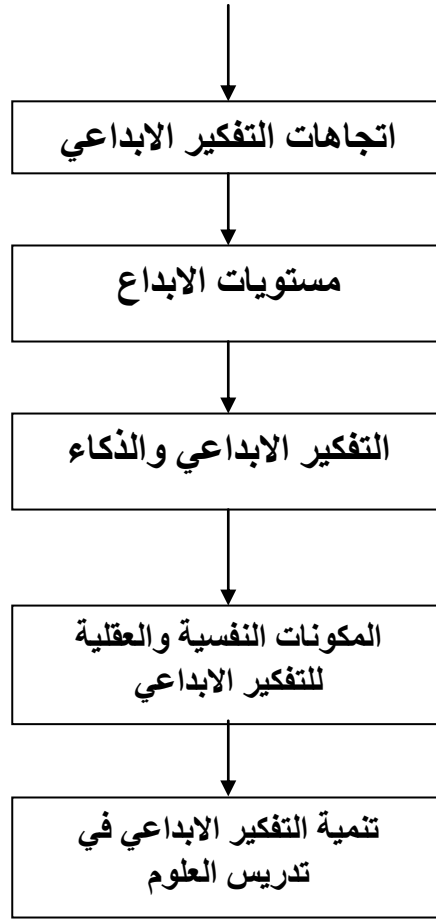 اتجاهات التفكير الابداعي
مستويات الابداع
التفكير الابداعي والذكاء
المكونات النفسية والعقلية
للتفكير الابداعي
تنمية التفكير الابداعي في
تدريس العلوم